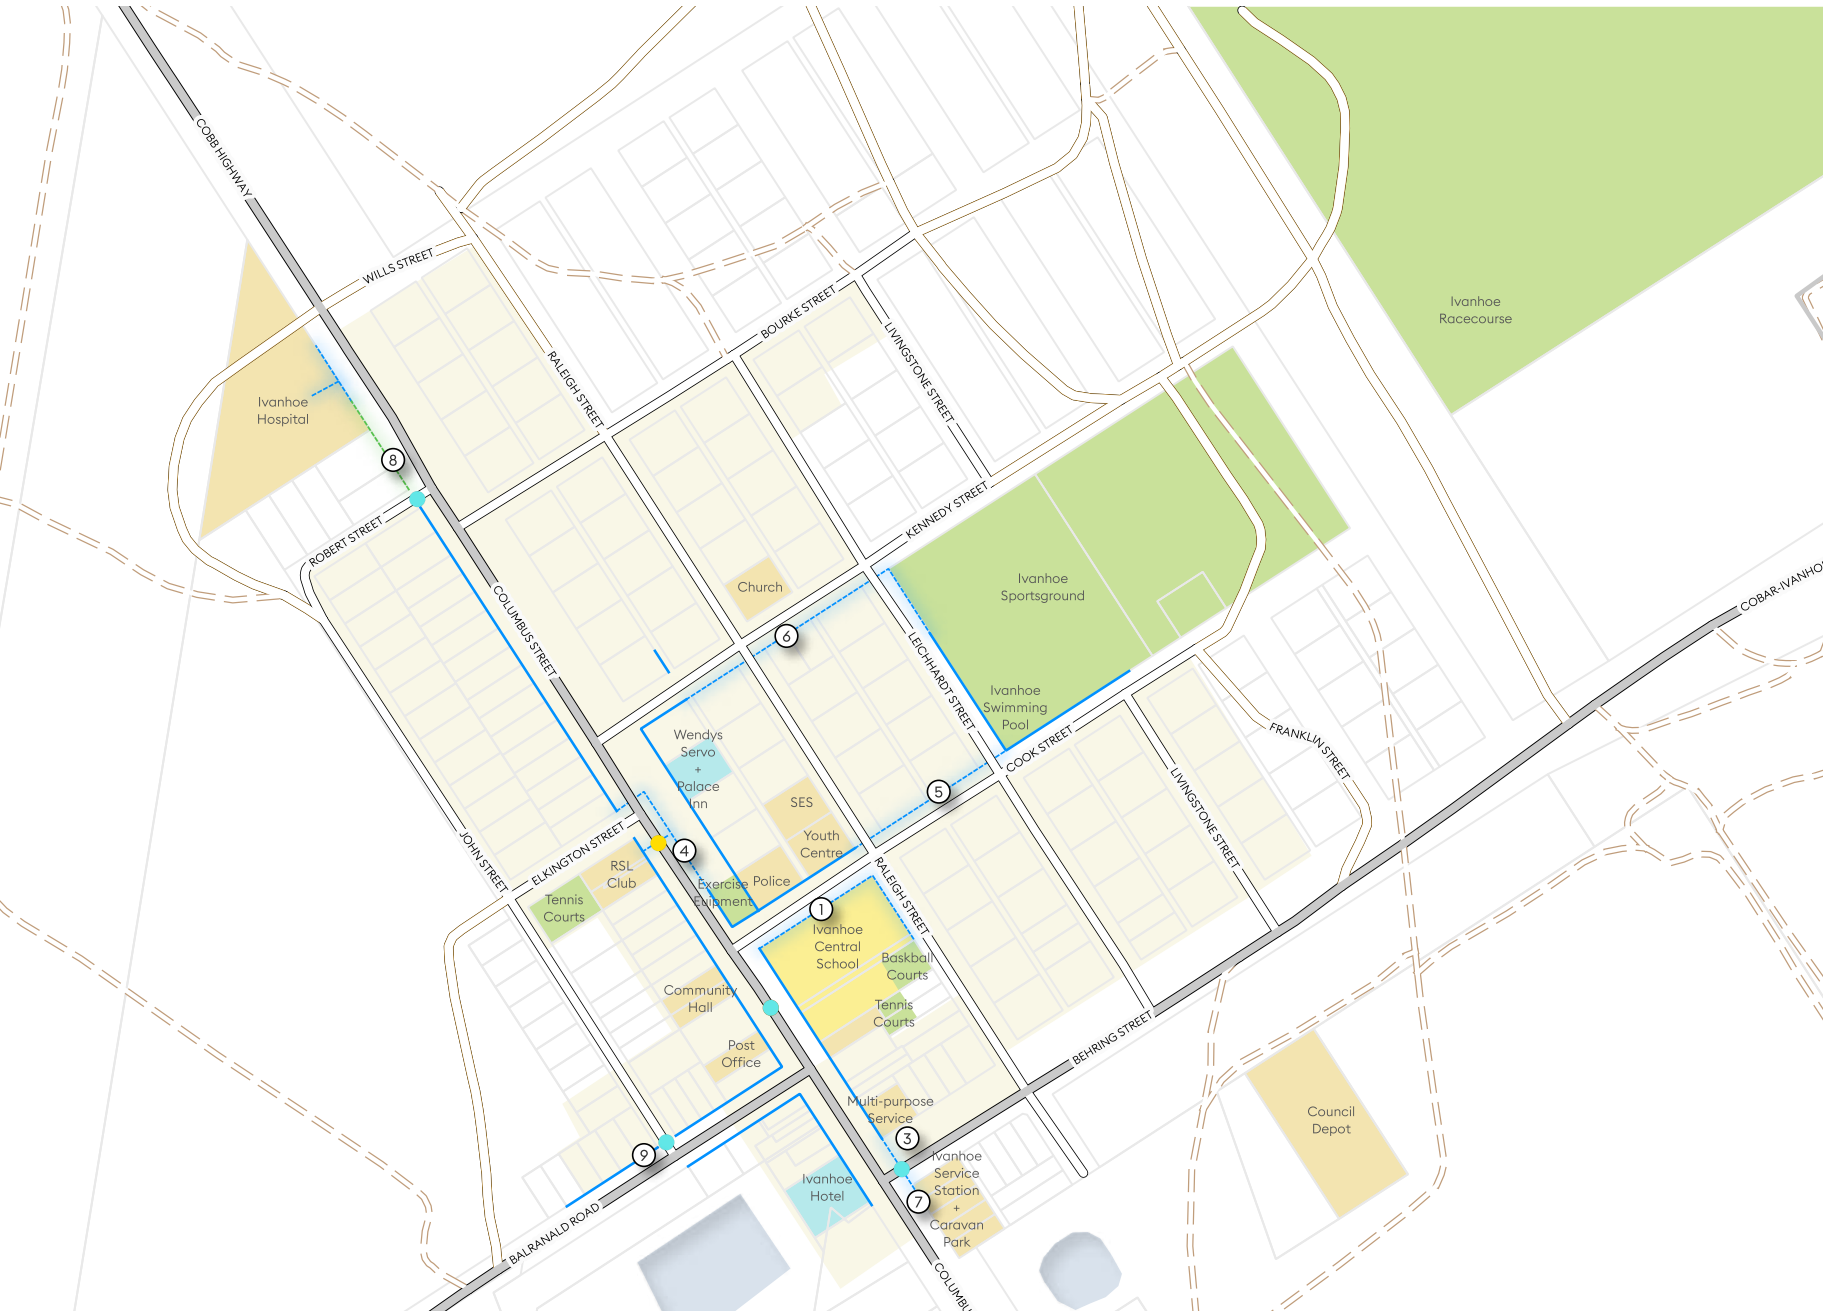 COBB HIGHWAY
WILLS STREET
BOURKE STREET
Ivanhoe
Racecourse
LIVINGSTONE STREET
RALEIGH STREET
Ivanhoe
Hospital
8
KENNEDY STREET
ROBERT STREET
COLUMBUS STREET
Church
Ivanhoe
Sportsground
COBAR-IVANHO
6
LEICHHARDT STREET
Ivanhoe
Swimming
Pool
Wendys
Servo
+
Palace
Inn
COOK STREET
FRANKLIN STREET
5
SES
LIVINGSTONE STREET
Youth
Centre
JOHN STREET
ELKINGTON STREET
4
RSL
Club
Exercise
Euipment
Police
RALEIGH STREET
Tennis
Courts
1
Ivanhoe
Central
School
Baskball
Courts
Community
Hall
Tennis
Courts
Post
Office
BEHRING STREET
Multi-purpose
Service
Council
Depot
3
9
Ivanhoe
Service
Station
+
Caravan
Park
Ivanhoe
Hotel
7
BALRANALD ROAD
COLUMBU